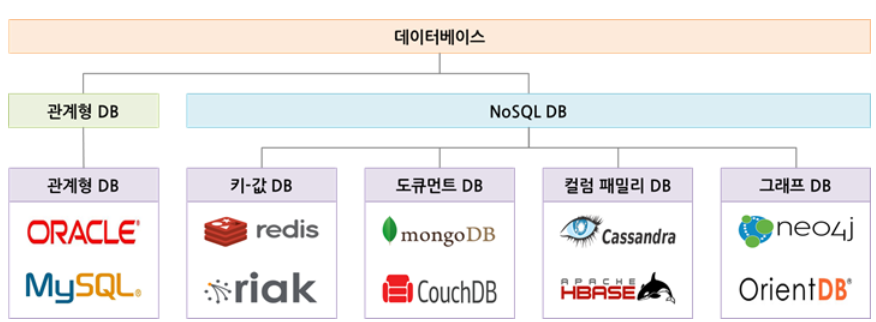 데이터베이스
관계형 DB
NoSQL DB
관계형 DB
키-값 DB
도큐먼트 DB
컬럼 패밀리 DB
그래프 DB
ORACLE®
redis
mongoDB
Cassandra
neo4j
MySQL®
riak
CouchDB
APACHE
HBASE
OrientDB®